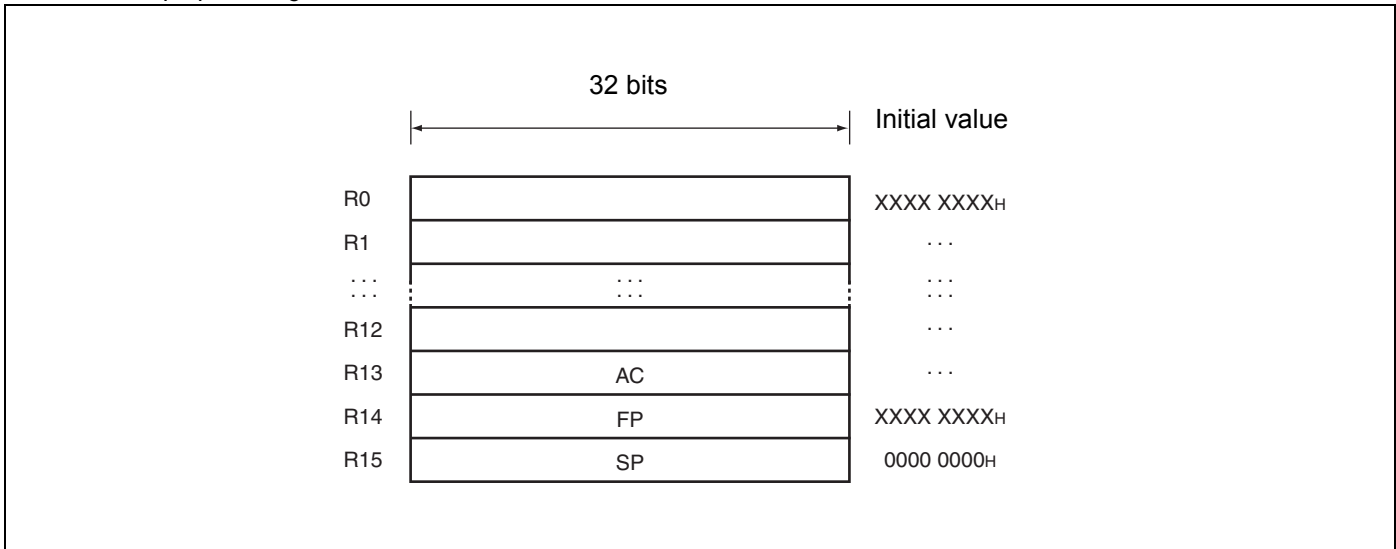 32 bits
Initial value
R0 XXXX XXXXH
R1 . . .
. . . . . . . . .
. . . . . . . . .
R12 . . .
R13 AC . . .
R14 FP XXXX XXXXH
R15 SP 0000 0000H